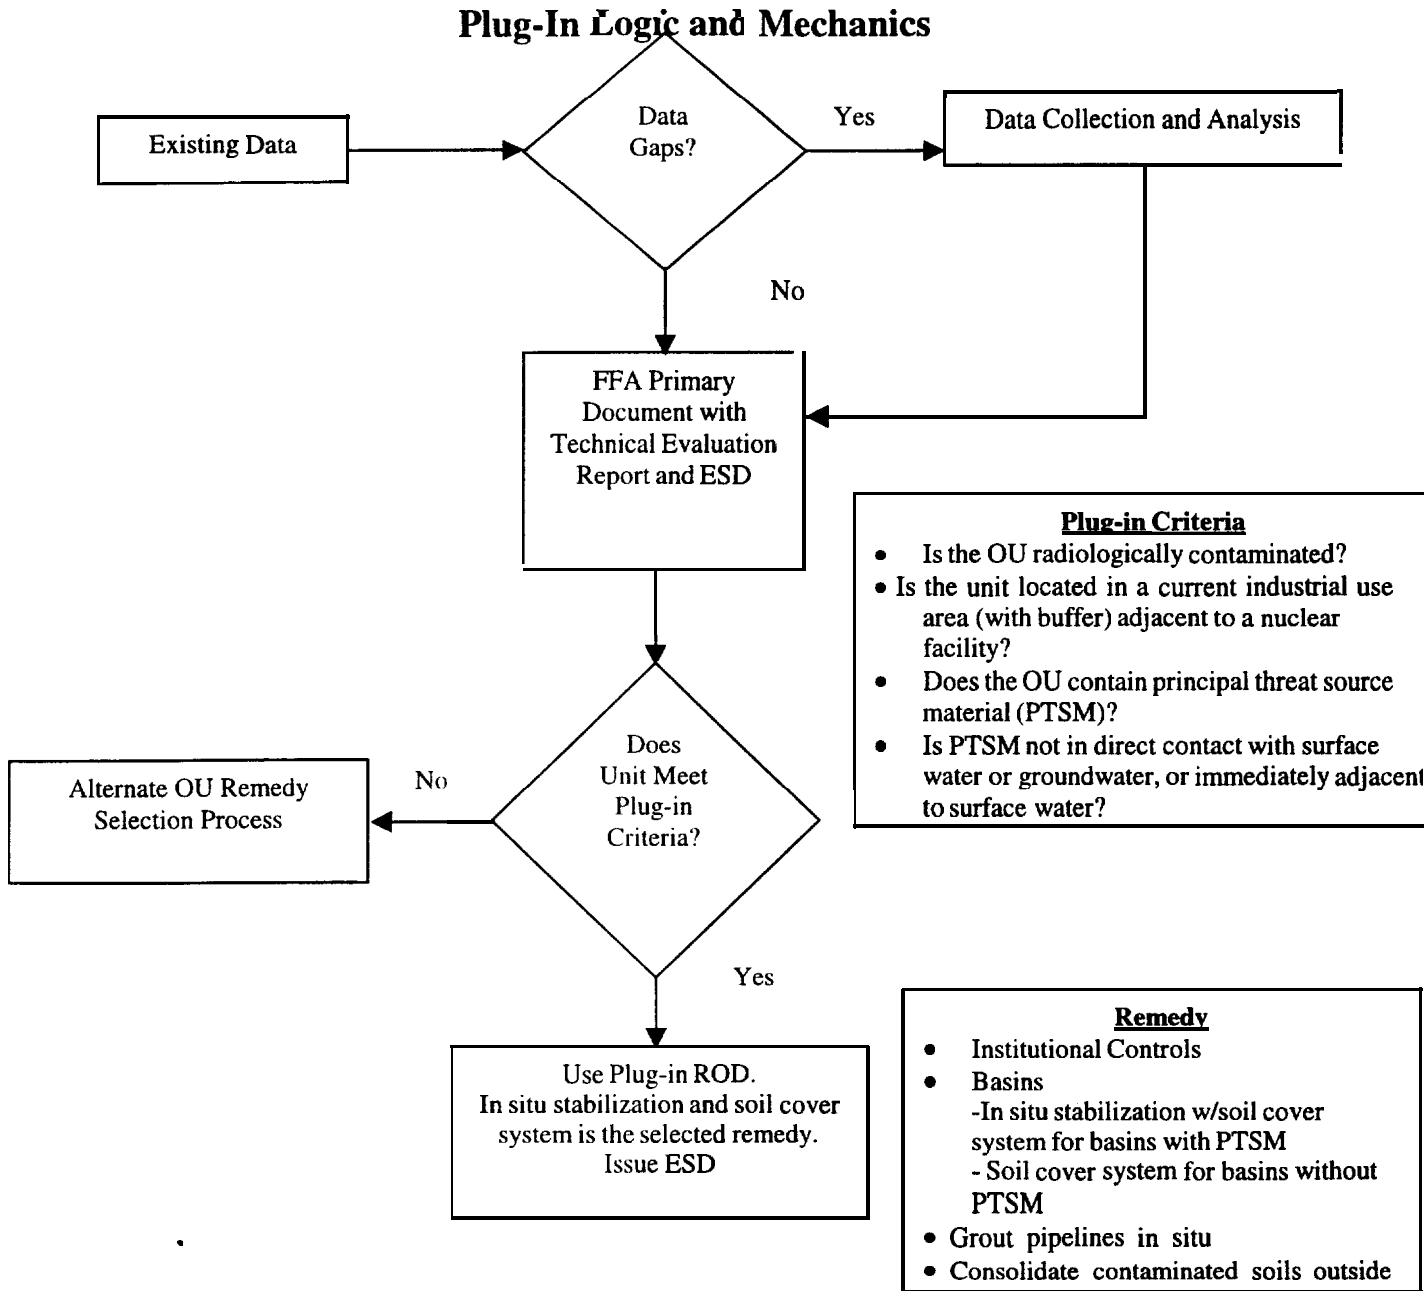 Plug-In Logic and Mechanics
Existing Data
Data
Gaps?
Yes
Data Collection and Analysis
No
FFA Primary
Document with
Technical Evaluation
Report and ESD
Plug-in Criteria
• Is the OU radiologically contaminated?
• Is the unit located in a current industrial use
area (with buffer) adjacent to a nuclear
facility?
• Does the OU contain principal threat source
material (PTSM)?
• Is PTSM not in direct contact with surface
water or groundwater, or immediately adjacent
to surface water?
Does
Unit Meet
Plug-in
Criteria?
No
Alternate OU Remedy
Selection Process
Yes
Use Plug-in ROD.
In situ stabilization and soil cover
system is the selected remedy.
Issue ESD
Remedy
• Institutional Controls
• Basins
-In situ stabilization w/soil cover
system for basins with PTSM
- Soil cover system for basins without
PTSM
• Grout pipelines in situ
• Consolidate contaminated soils outside